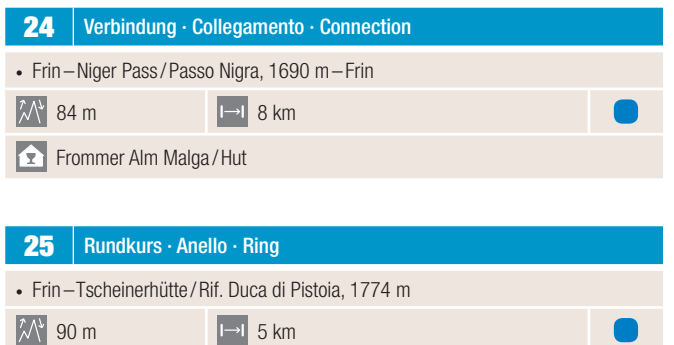 24 Verbindung · Collegamento · Connection
• Frin – Niger Pass / Passo Nigra, 1690 m – Frin
84 m 8 km
Frommer Alm Malga / Hut
25 Rundkurs · Anello · Ring
• Frin – Tscheinerhütte / Rif. Duca di Pistoia, 1774 m
90 m 5 km